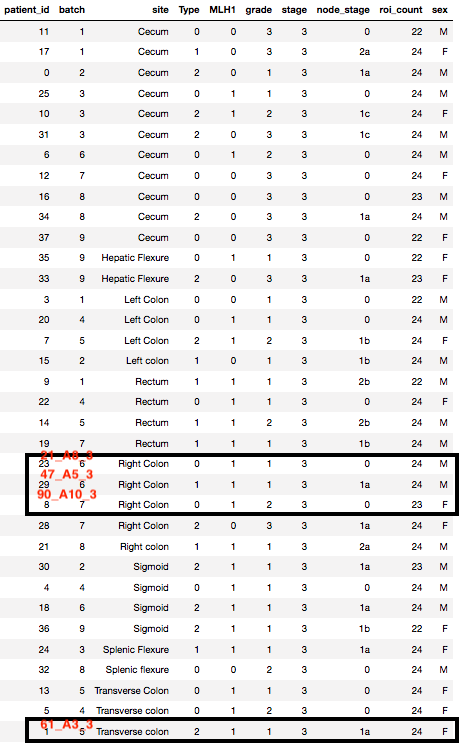 patient_id batch site Type MLH1 grade stage node_stage roi_count sex
11 1 Cecum 0 0 3 3 0 22 M
17 1 Cecum 1 0 3 3 2a 24 F
0 2 Cecum 2 0 1 3 1a 24 M
25 3 Cecum 0 1 1 3 0 24 M
10 3 Cecum 2 1 2 3 1c 24 F
31 3 Cecum 2 0 3 3 1c 24 M
6 6 Cecum 0 1 2 3 0 24 M
12 7 Cecum 0 0 3 3 0 24 F
16 8 Cecum 0 0 3 3 0 23 M
34 8 Cecum 2 0 3 3 1a 24 M
37 9 Cecum 0 0 3 3 0 22 F
35 9 Hepatic Flexure 0 1 1 3 0 22 F
33 9 Hepatic Flexure 2 0 3 3 1a 23 F
3 1 Left Colon 0 0 1 3 0 22 M
20 4 Left Colon 0 1 1 3 0 24 M
7 5 Left Colon 2 1 2 3 1b 24 F
15 2 Left colon 1 0 1 3 1b 24 M
9 1 Rectum 1 1 1 3 2b 22 M
22 4 Rectum 0 1 1 3 0 24 F
14 5 Rectum 1 1 2 3 2b 24 M
19 7 Rectum 1 1 1 3 1b 24 M
23 6 Right Colon 0 1 1 3 0 24 M
47_A5_3
29 6 Right Colon 1 1 1 3 1a 24 M
90_A10_3
8 7 Right Colon 0 1 2 3 0 23 F
28 7 Right Colon 2 0 3 3 1a 24 F
21 8 Right colon 1 1 1 3 2a 24 M
30 2 Sigmoid 2 1 1 3 1a 23 M
4 4 Sigmoid 0 1 1 3 0 24 M
18 6 Sigmoid 2 1 1 3 1a 24 M
36 9 Sigmoid 2 1 1 3 1b 22 F
24 3 Splenic Flexure 1 1 1 3 1a 24 F
32 8 Splenic flexure 0 0 2 3 0 24 M
13 5 Transverse Colon 0 1 1 3 0 24 F
5 4 Transverse colon 0 1 2 3 0 24 F
61_A3_3
1 5 Transverse colon 2 1 1 3 1a 24 F